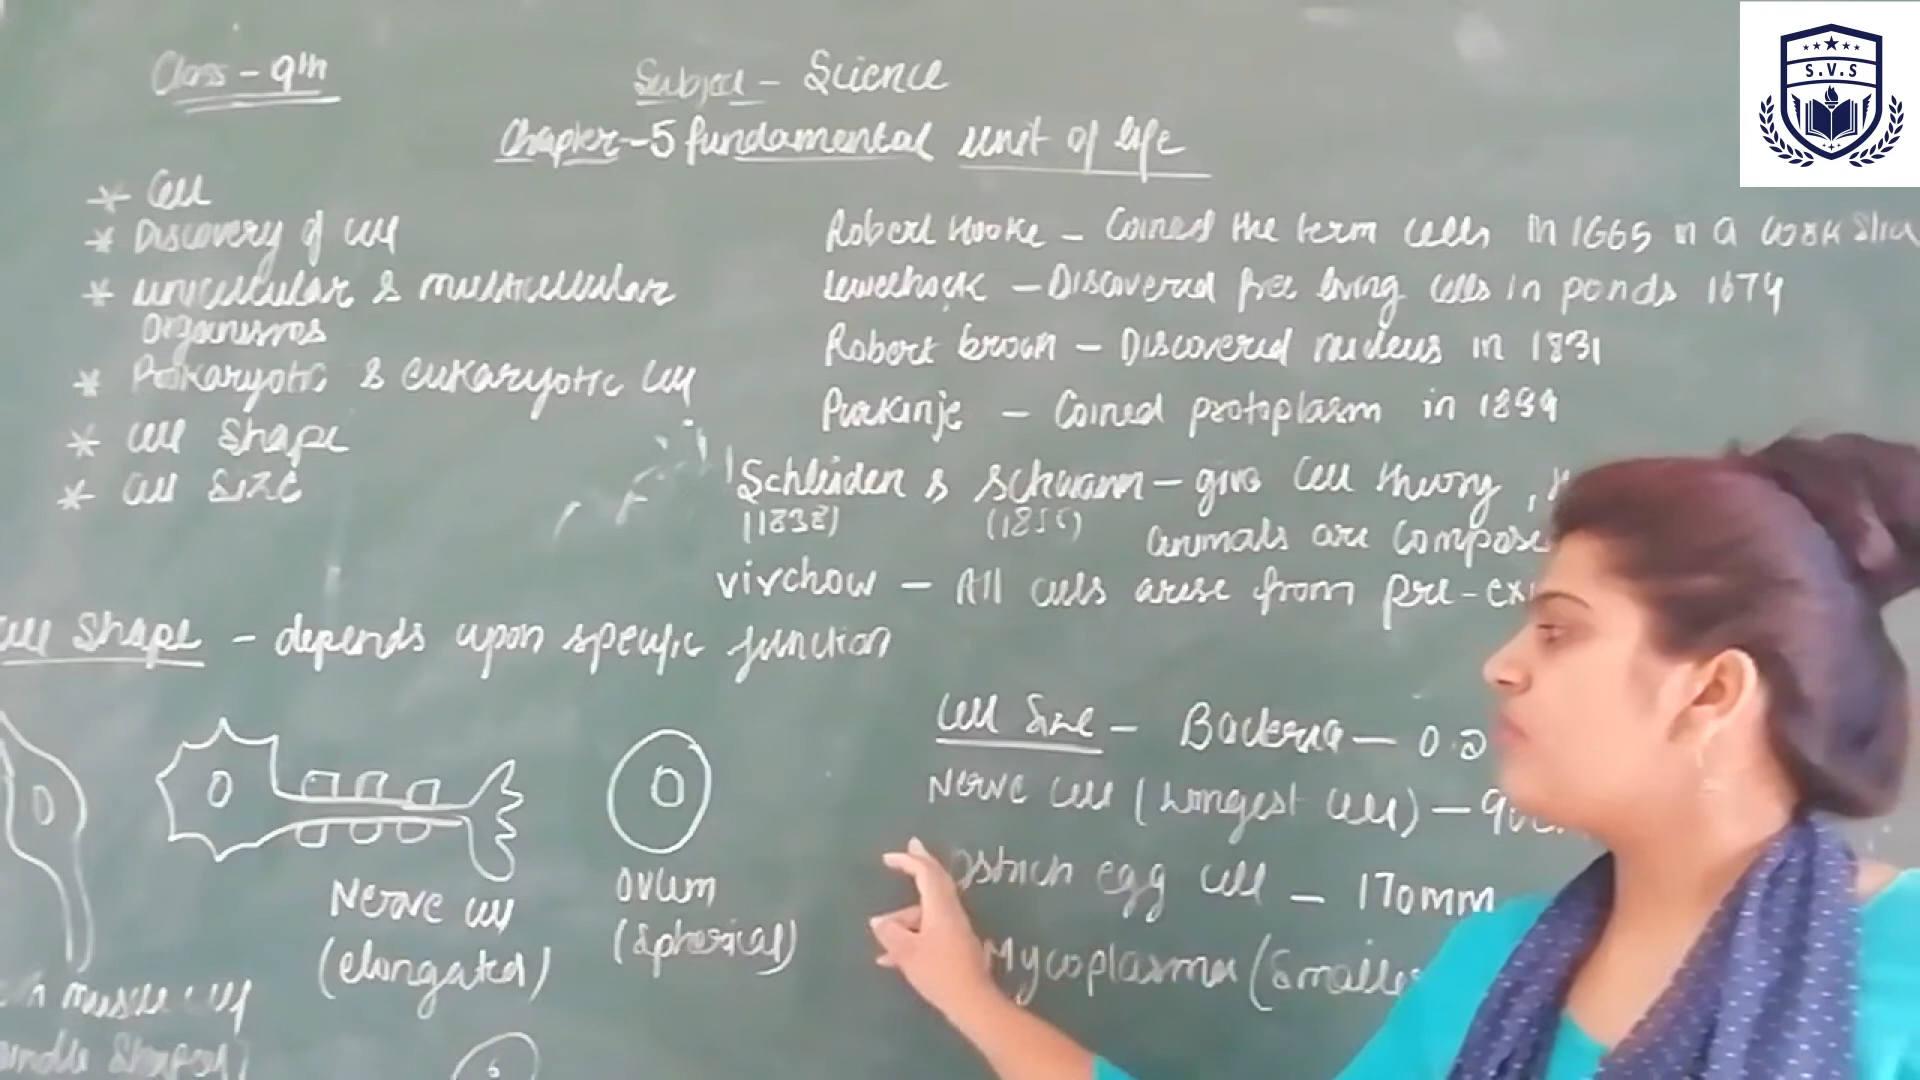 S.V.S
Class - 9th
Subject - Science
Chapter - 5 fundamental unit of life
* Cell
* Discovery of cell
* unicellular & multicellular
organisms
* Prokaryotic & eukaryotic cell
* cell shape
* cell size
Robert Hooke - Coined the term cells in 1665 in a cork slice
- Discovered free living cells in ponds 1674
Robert brown - Discovered nucleus in 1831
Purkinje - Coined protoplasm in 1839
Schleiden & Schwann - give cell theory,
(1838)
animals are compose
virchow - All cells arise from pre-exi
cell Shape - depends upon specific function
Nerve cell
(elongated)
ovum
(spherical)
muscle cell
Cell Size - Bacteria - 0.2
Nerve cell (Longest cell) - 90c
Ostrich egg cell - 170mm
Mycoplasma (Smalles